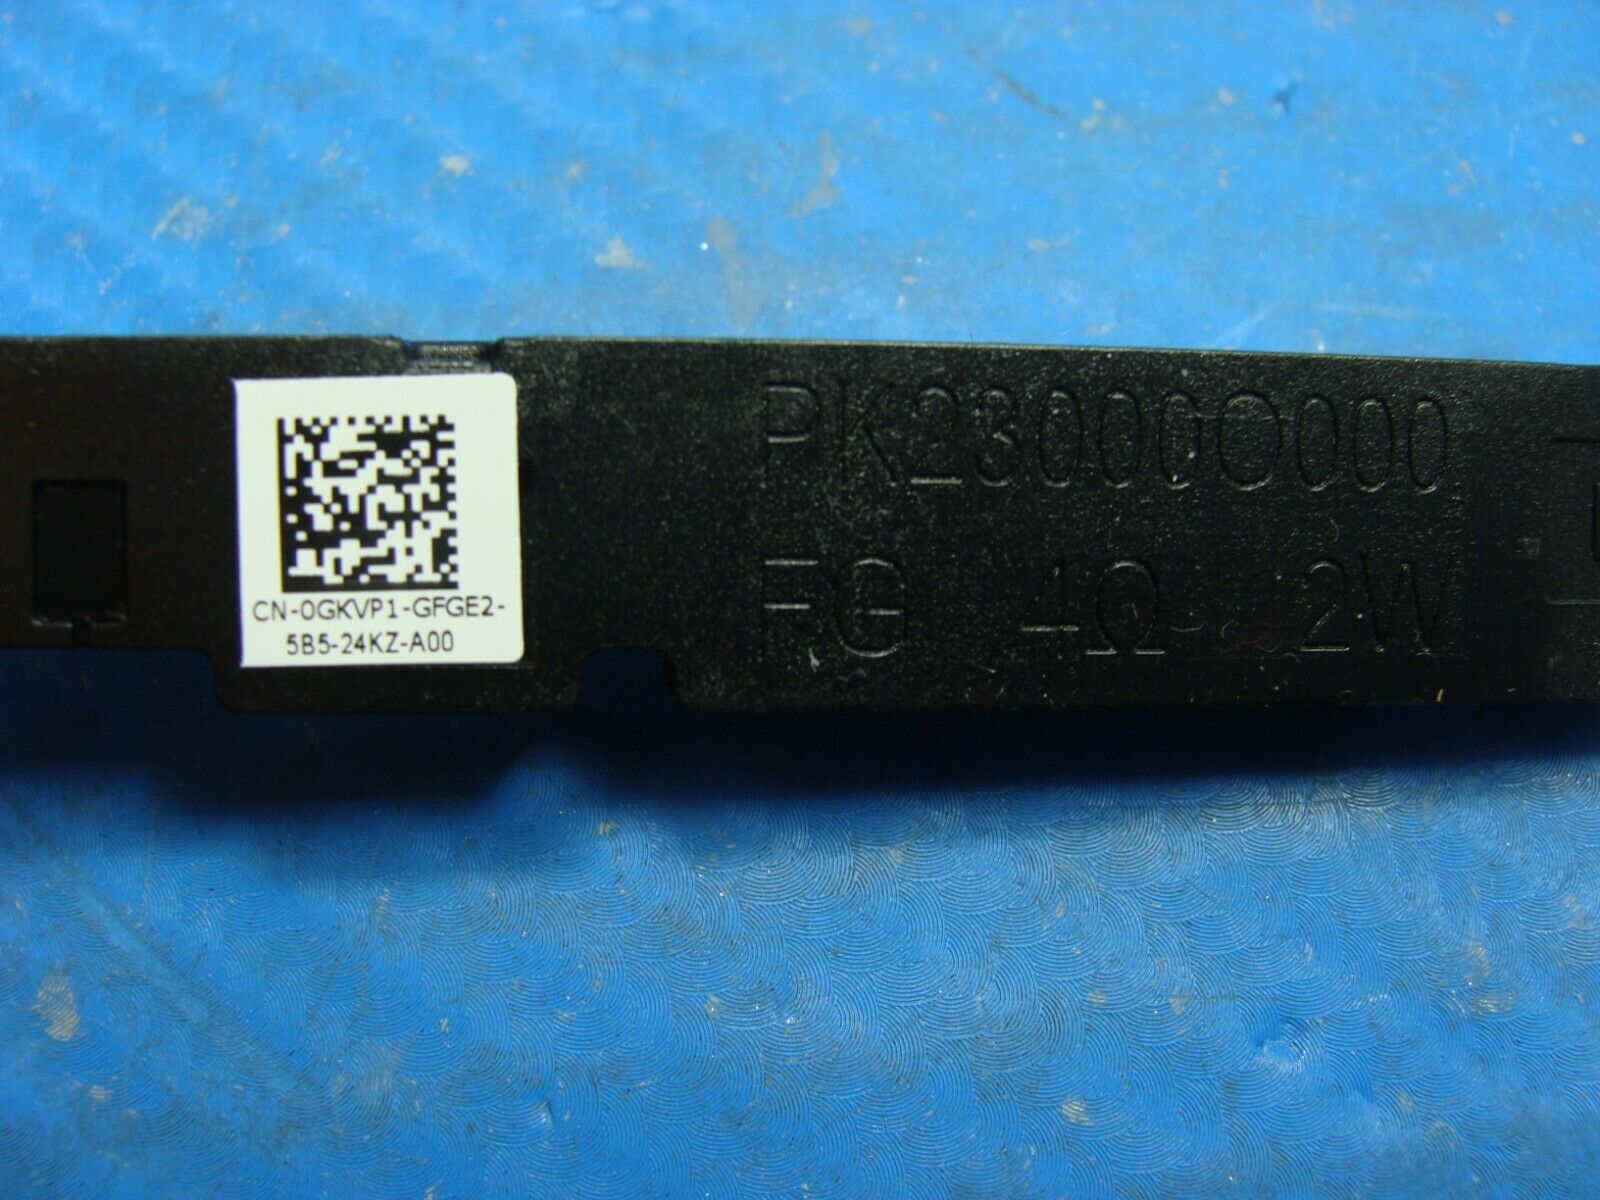 CN-0GKVP1-GFGE2-
5B5-24KZ-A00
PK23000O000
FG 4Ω 2W